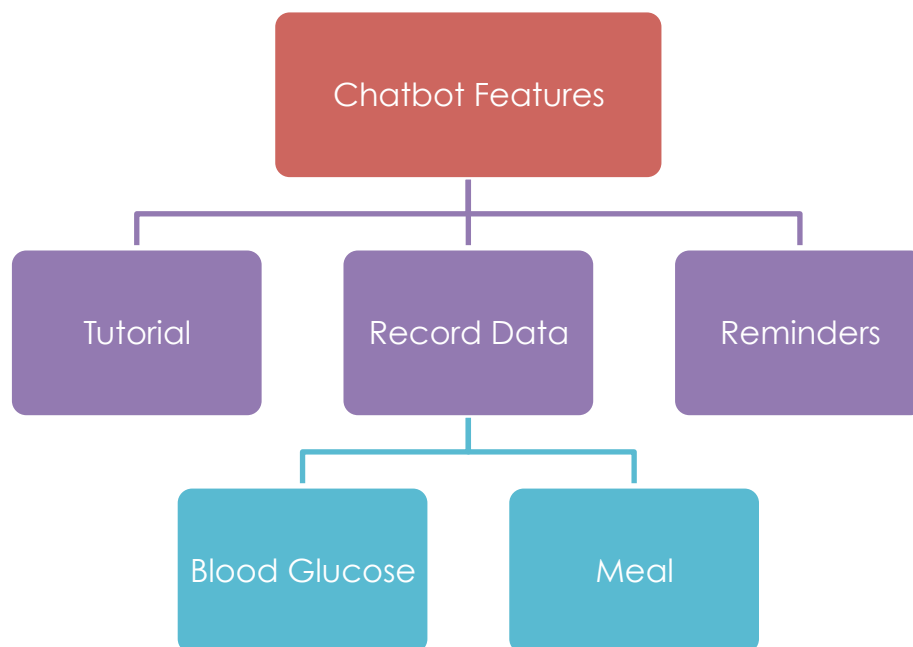 Chatbot Features
Tutorial
Record Data
Reminders
Blood Glucose
Meal